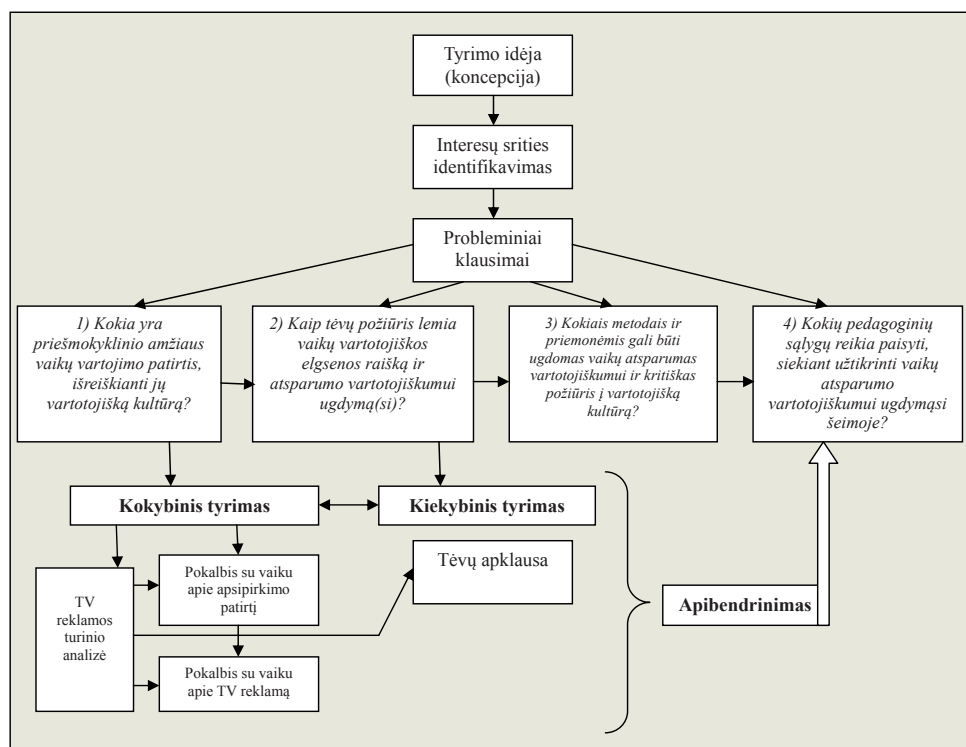 Tyrimo idėja
(koncepcija)
Interesų srities
identifikavimas
Probleminiai
klausimai
1) Kokia yra
priešmokyklinio amžiaus
vaikų vartojimo patirtis,
išreiškianti jų
vartotojišką kultūrą?
2) Kaip tėvų požiūris lemia
vaikų vartotojiškos
elgsenos raišką ir
atsparumo vartotojiškumui
ugdymą(si)?
3) Kokiais metodais ir
priemonėmis gali būti
ugdomas vaikų atsparumas
vartotojiškumui ir kritiškas
požiūris į vartotojišką
kultūrą?
4) Kokių pedagoginių
sąlygų reikia paisyti,
siekiant užtikrinti vaikų
atsparumo
vartotojiškumui ugdymąsi
šeimoje?
Kokybinis tyrimas
Kiekybinis tyrimas
TV
reklamos
turinio
analizė
Pokalbis su vaiku
apie apsipirkimo
patirtį
Pokalbis su vaiku
apie TV reklamą
Tėvų apklausa
Apibendrinimas